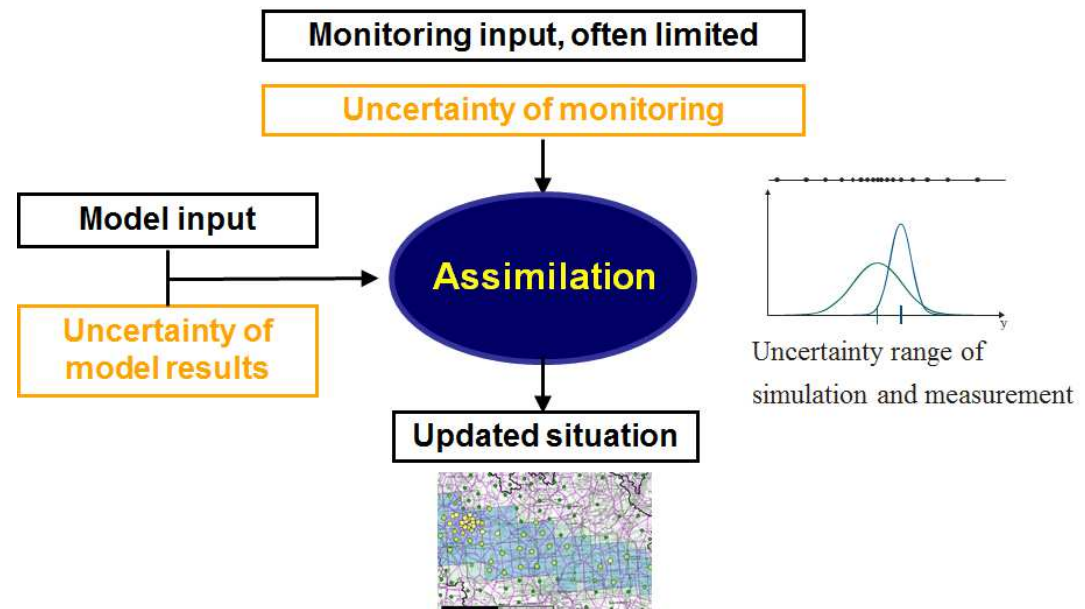 Monitoring input, often limited
Uncertainty of monitoring
Model input
Assimilation
Uncertainty of
model results
y
Uncertainty range of
simulation and measurement
Updated situation